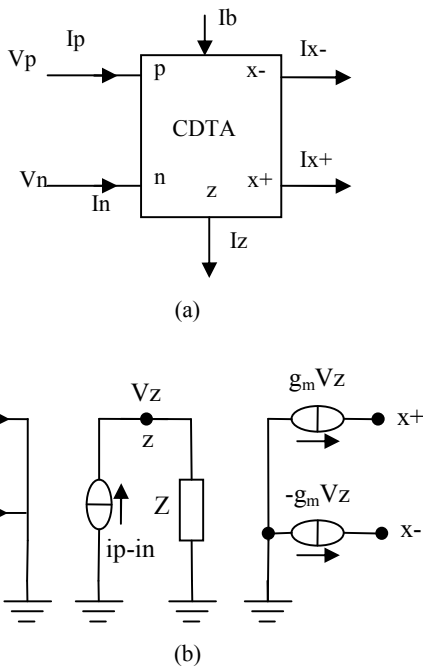 Ib
Ip
Ix-
Vp
p
x-
CDTA
Ix+
Vn
n
x+
z
In
Iz
(a)
Vz
gmVz
x+
z
Z
-gmVz
ip-in
x-
(b)